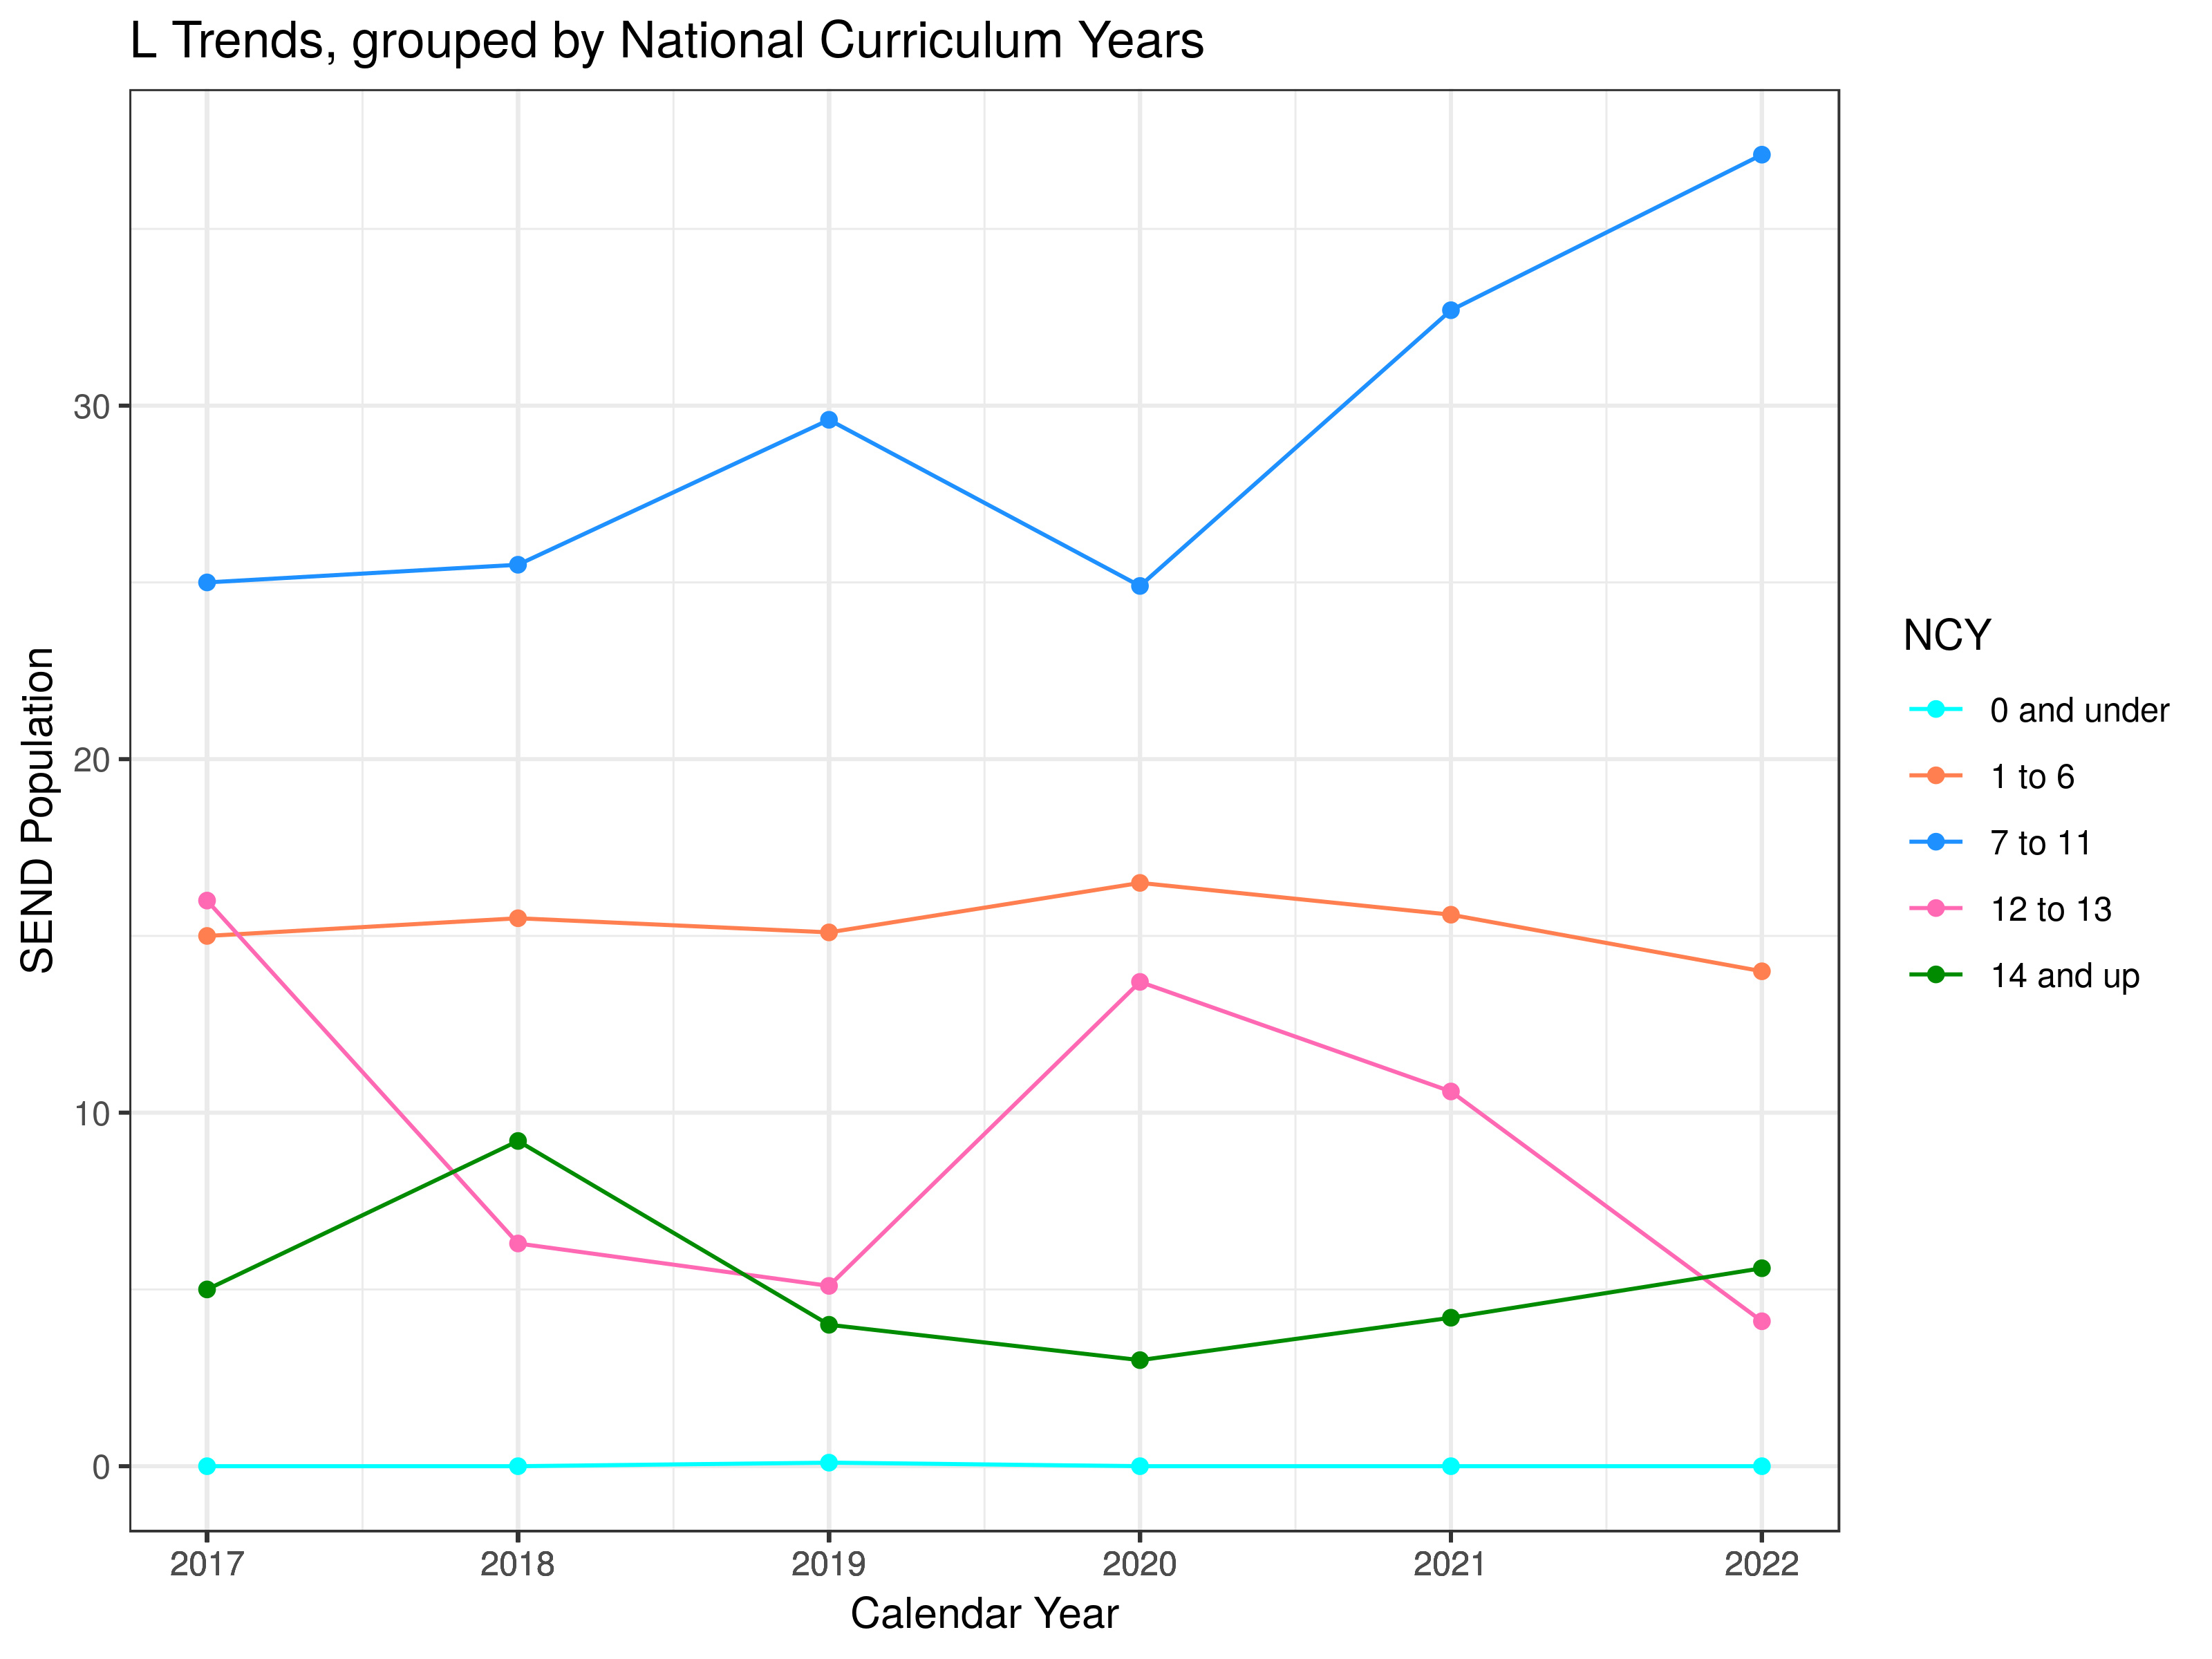 L Trends, grouped by National Curriculum Years
SEND Population
30
20
10
0
2017 2018 2019 2020 2021 2022
Calendar Year
NCY
0 and under
1 to 6
7 to 11
12 to 13
14 and up